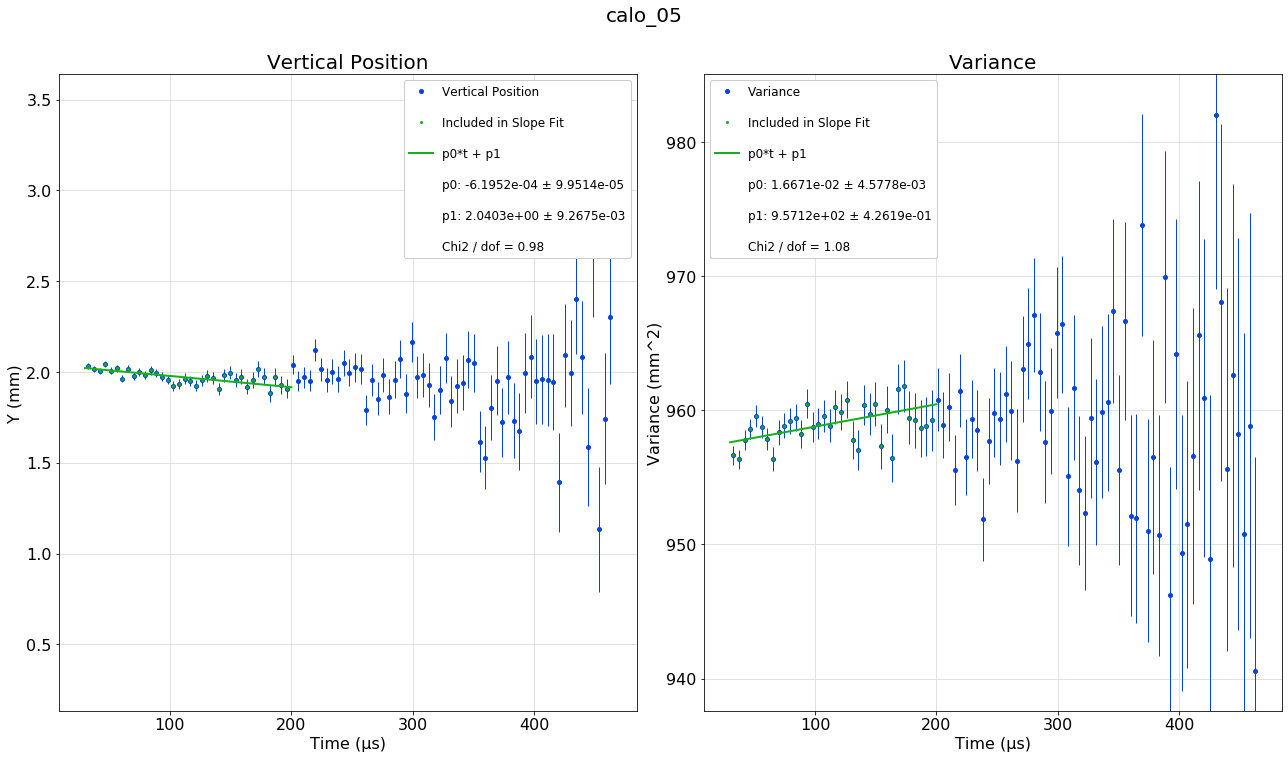 calo_05
Vertical Position
3.5
3.0
2.5
2.0
1.5
1.0
0.5
Y (mm)
100
200
300
400
Time (μs)
Vertical Position
Included in Slope Fit
p0*t + p1
p0: -6.1952e-04 ± 9.9514e-05
p1: 2.0403e+00 ± 9.2675e-03
Chi2 / dof = 0.98
Variance
980
970
960
950
940
Variance (mm^2)
100
200
300
400
Time (μs)
Variance
Included in Slope Fit
p0*t + p1
p0: 1.6671e-02 ± 4.5778e-03
p1: 9.5712e+02 ± 4.2619e-01
Chi2 / dof = 1.08